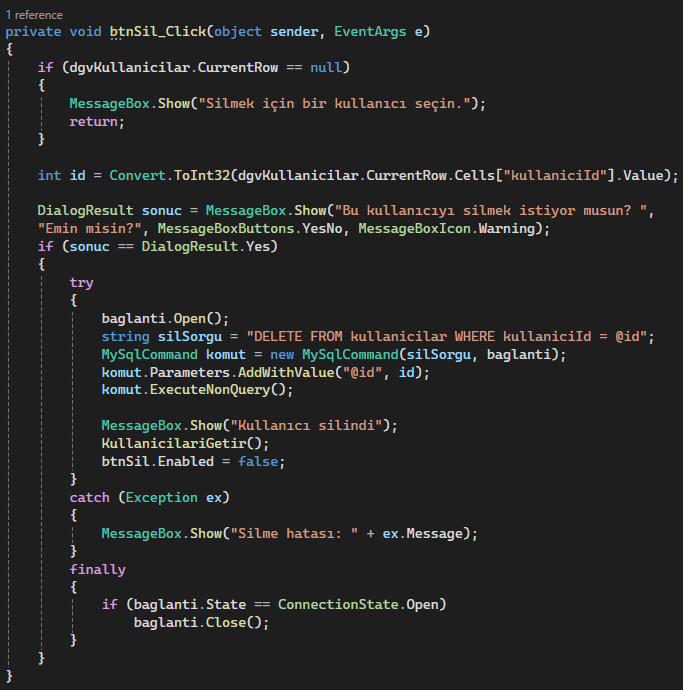 1 reference
private void btnSil_Click(object sender, EventArgs e)
{
if (dgvKullanicilar.CurrentRow == null)
{
MessageBox.Show("Silmek için bir kullanıcı seçin.");
return;
}
int id = Convert.ToInt32(dgvKullanicilar.CurrentRow.Cells["kullaniciId"].Value);
DialogResult sonuc = MessageBox.Show("Bu kullanıcıyı silmek istiyor musun? ",
"Emin misin?", MessageBoxButtons.YesNo, MessageBoxIcon.Warning);
if (sonuc == DialogResult.Yes)
{
try
{
baglanti.Open();
string silSorgu = "DELETE FROM kullanicilar WHERE kullaniciId = @id";
MySqlCommand komut = new MySqlCommand(silSorgu, baglanti);
komut.Parameters.AddWithValue("@id", id);
komut.ExecuteNonQuery();
MessageBox.Show("Kullanıcı silindi");
KullanicilariGetir();
btnSil.Enabled = false;
}
catch (Exception ex)
{
MessageBox.Show("Silme hatası: " + ex.Message);
}
finally
{
if (baglanti.State == ConnectionState.Open)
baglanti.Close();
}
}
}